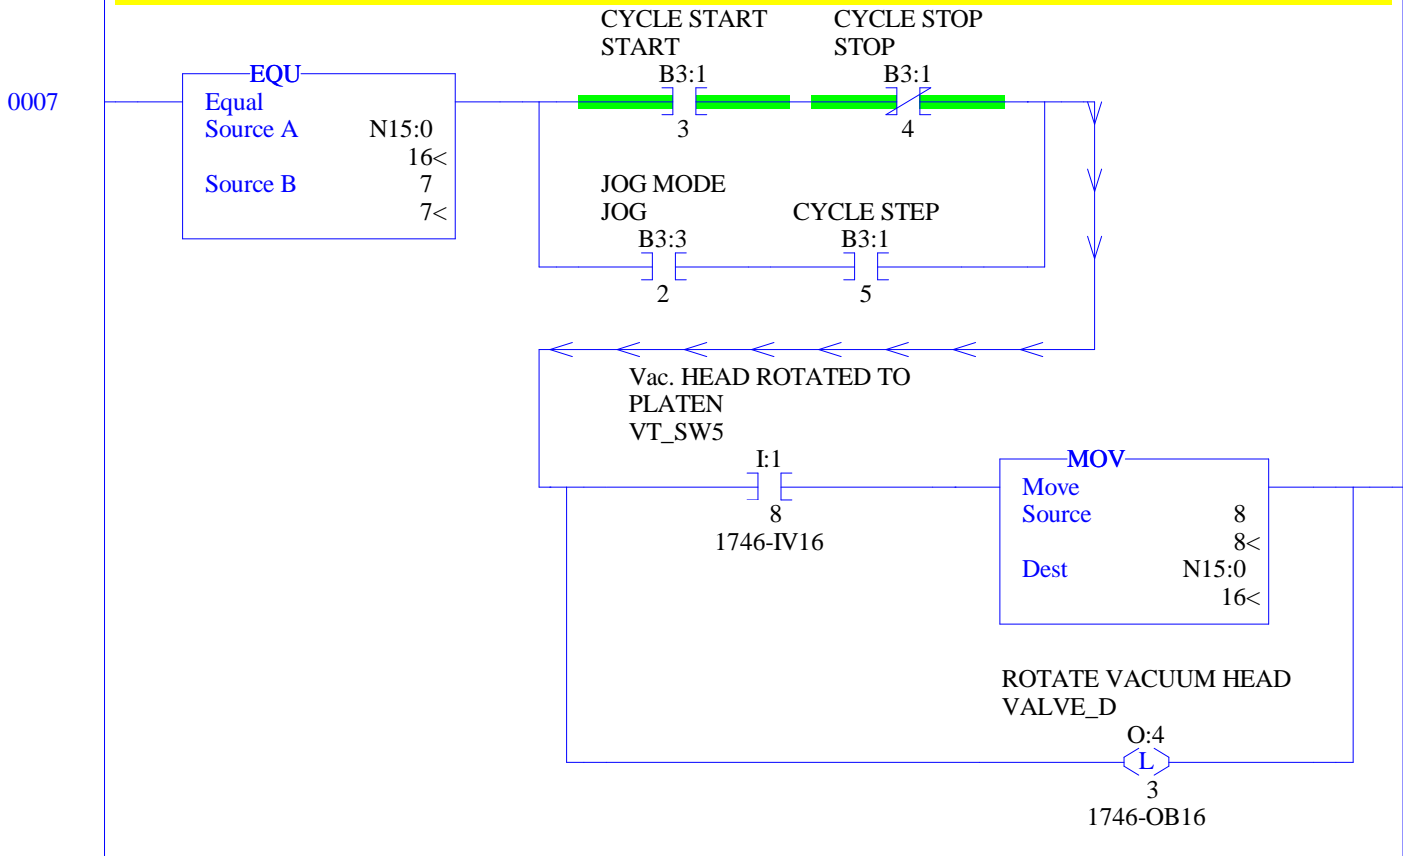 CYCLE START
START
B3:1
3
CYCLE STOP
STOP
B3:1
4
0007
EQU
Equal
Source A N15:0
16<
Source B 7
7<
JOG MODE
JOG
B3:3
2
CYCLE STEP
B3:1
5
Vac. HEAD ROTATED TO
PLATEN
VT_SW5
I:1
8
1746-IV16
MOV
Move
Source 8
8<
Dest N15:0
16<
ROTATE VACUUM HEAD
VALVE_D
O:4
L
3
1746-OB16